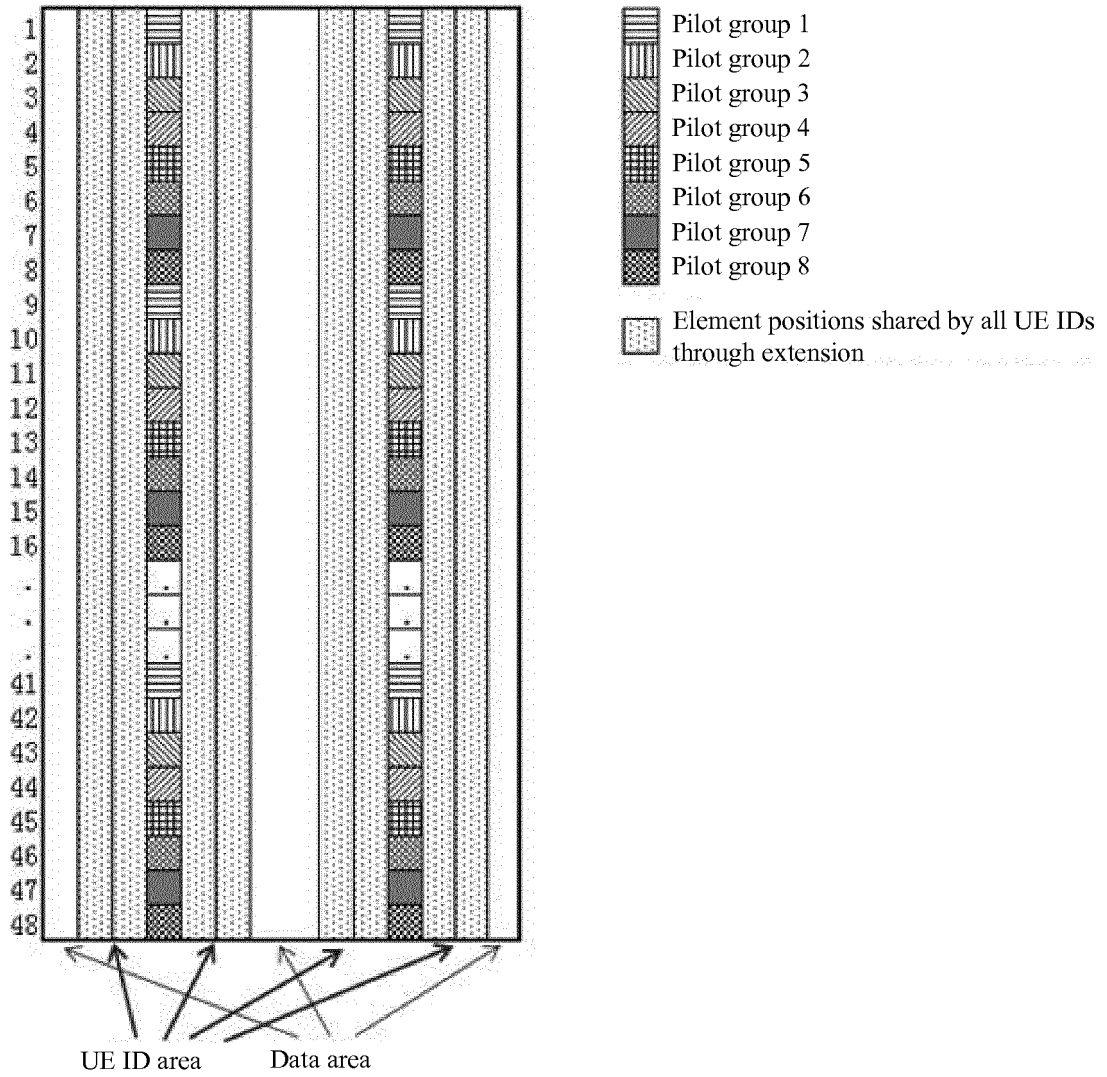 1
2
3
4
5
6
7
8
9
10
11
12
13
14
15
16
.
.
.
41
42
43
44
45
46
47
48
Pilot group 1
Pilot group 2
Pilot group 3
Pilot group 4
Pilot group 5
Pilot group 6
Pilot group 7
Pilot group 8
Element positions shared by all UE IDs
through extension
UE ID area
Data area